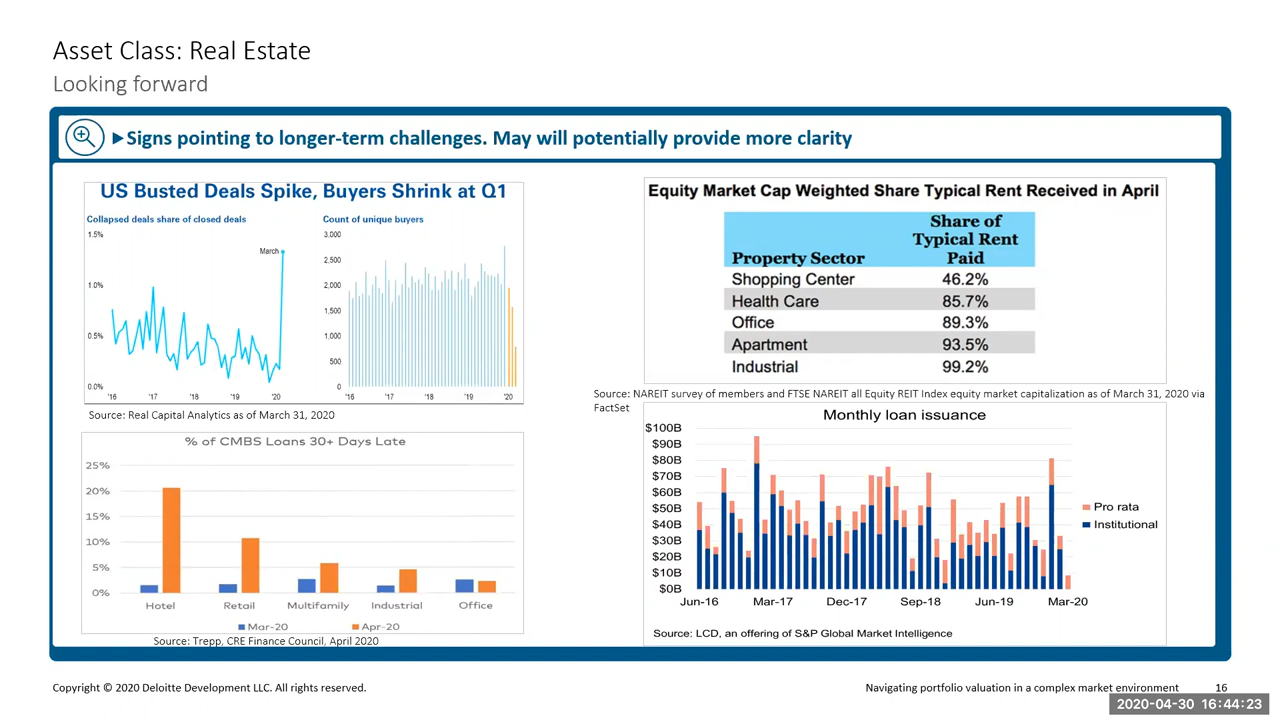 Asset Class: Real Estate
Looking forward
Signs pointing to longer-term challenges. May will potentially provide more clarity
US Busted Deals Spike, Buyers Shrink at Q1
Collapsed deals share of closed deals
1.5%
1.0%
0.5%
0.0%
March
'16 '17 '18 '19 '20
Count of unique buyers
3,000
2,500
2,000
1,500
1,000
500
0
'16 '17 '18 '19 '20
Source: Real Capital Analytics as of March 31, 2020
Equity Market Cap Weighted Share Typical Rent Received in April
Property Sector Share of Typical Rent Paid
Shopping Center 46.2%
Health Care 85.7%
Office 89.3%
Apartment 93.5%
Industrial 99.2%
Source: NAREIT survey of members and FTSE NAREIT all Equity REIT Index equity market capitalization as of March 31, 2020 via
FactSet
% of CMBS Loans 30+ Days Late
25%
20%
15%
10%
5%
0%
Hotel Retail Multifamily Industrial Office
Mar-20 Apr-20
Source: Trepp, CRE Finance Council, April 2020
Monthly loan issuance
$100B
$90B
$80B
$70B
$60B
$50B
$40B
$30B
$20B
$10B
$0B
Jun-16 Mar-17 Dec-17 Sep-18 Jun-19 Mar-20
Pro rata
Institutional
Source: LCD, an offering of S&P Global Market Intelligence
Copyright © 2020 Deloitte Development LLC. All rights reserved.
Navigating portfolio valuation in a complex market environment 16
2020-04-30 16:44:23